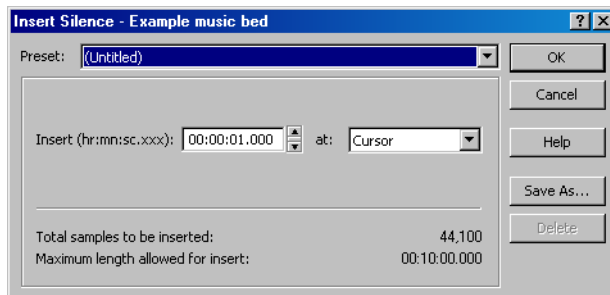 Insert Silence - Example music bed
Preset: (Untitled)
OK
Cancel
Insert (hr:mn:sc.xxx): 00:00:01.000 at: Cursor
Help
Save As...
Delete
Total samples to be inserted: 44,100
Maximum length allowed for insert: 00:10:00.000